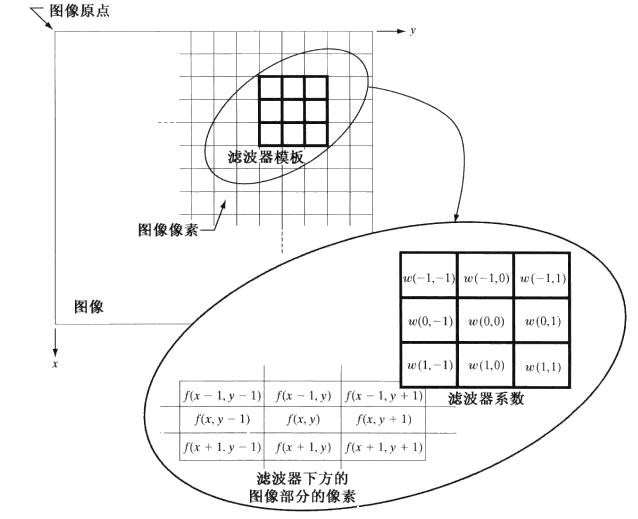 图像原点
y
滤波器模板
图像像素
图像
x
w(-1,-1) w(-1,0) w(-1,1)
w(0,-1) w(0,0) w(0,1)
w(1,-1) w(1,0) w(1,1)
滤波器系数
f(x - 1, y - 1) f(x - 1, y) f(x - 1, y + 1)
f(x, y - 1) f(x, y) f(x, y + 1)
f(x + 1, y - 1) f(x + 1, y) f(x + 1, y + 1)
滤波器下方的
图像部分的像素